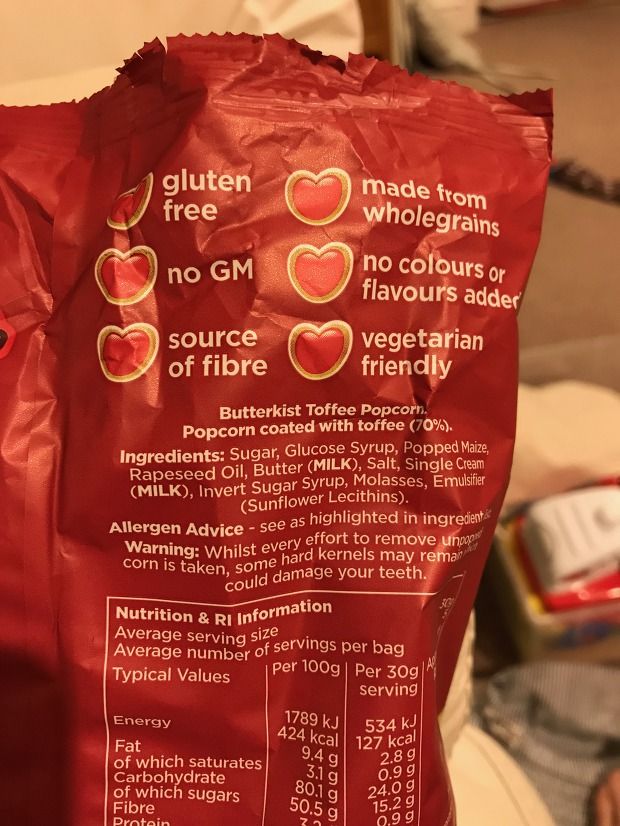 gluten
free
made from
wholegrains
no GM
no colours or
flavours added
source
of fibre
vegetarian
friendly
Butterkist Toffee Popcorn.
Popcorn coated with toffee (70%).
Ingredients: Sugar, Glucose Syrup, Popped Maize,
Rapeseed Oil, Butter (MILK), Salt, Single Cream
(MILK), Invert Sugar Syrup, Molasses, Emulsifier
(Sunflower Lecithins).
Allergen Advice - see as highlighted in ingredient
Warning: Whilst every effort to remove unpopped
corn is taken, some hard kernels may remain
could damage your teeth.
Nutrition & RI Information
Average serving size
Average number of servings per bag
Typical Values Per 100g Per 30g
serving
Energy 1789 kJ 534 kJ
424 kcal 127 kcal
Fat 9.4 g 2.8 g
of which saturates 3.1 g 0.9 g
Carbohydrate 80.1 g 24.0 g
of which sugars 50.5 g 15.2 g
Fibre 0.9 g
Protein